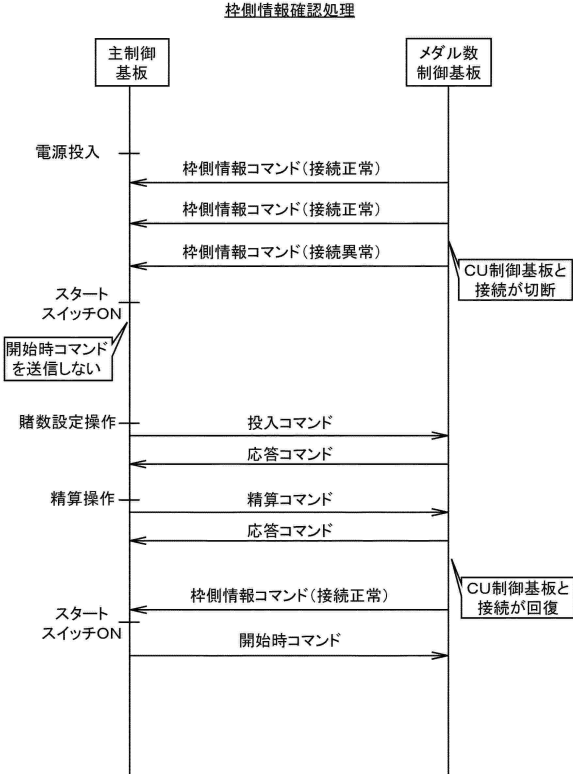 枠側情報確認処理
主制御
基板
メダル数
制御基板
電源投入
枠側情報コマンド(接続正常)
枠側情報コマンド(接続正常)
枠側情報コマンド(接続異常)
CU制御基板と
接続が切断
スタート
スイッチON
開始時コマンド
を送信しない
賭数設定操作
投入コマンド
応答コマンド
精算操作
精算コマンド
応答コマンド
CU制御基板と
接続が回復
枠側情報コマンド(接続正常)
スタート
スイッチON
開始時コマンド